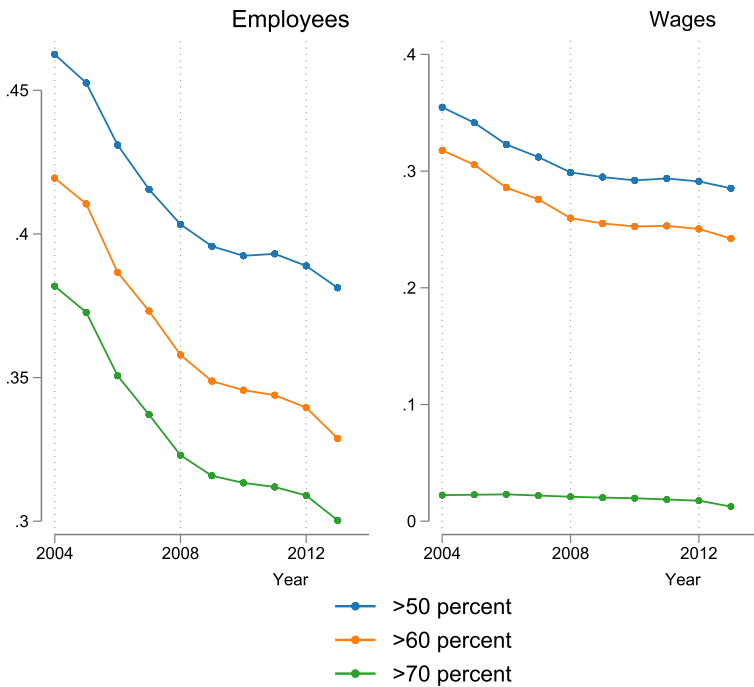 Employees
.45
.4
.35
.3
2004 2008 2012
Year
Wages
.4
.3
.2
.1
0
2004 2008 2012
Year
>50 percent
>60 percent
>70 percent